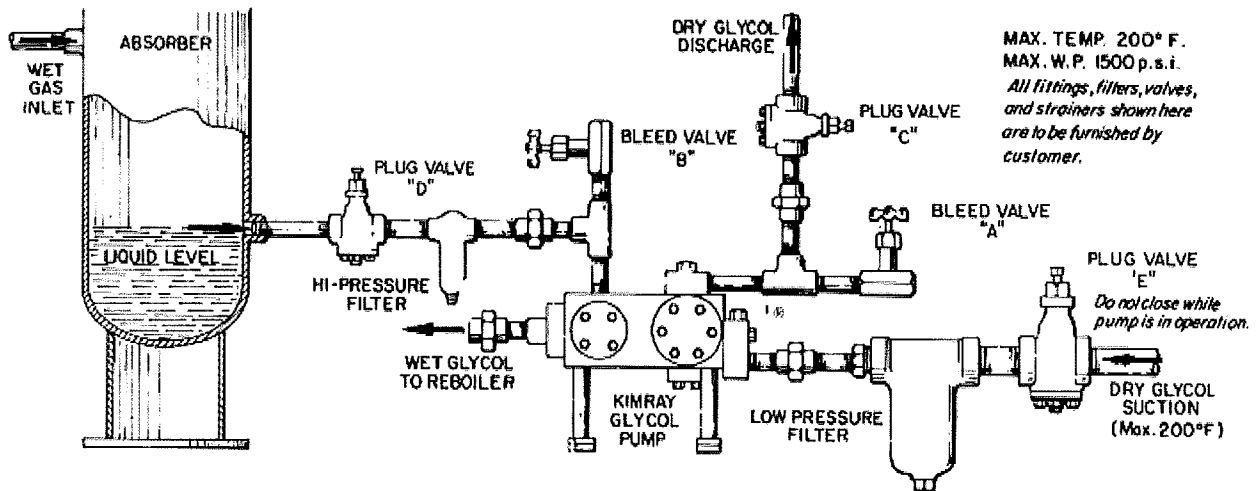 ABSORBER
WET
GAS
INLET
LIQUID LEVEL
PLUG VALVE
"D"
HI-PRESSURE
FILTER
BLEED VALVE
"B"
WET GLYCOL
TO REBOILER
KIMRAY
GLYCOL
PUMP
DRY GLYCOL
DISCHARGE
PLUG VALVE
"C"
BLEED VALVE
"A"
LOW PRESSURE
FILTER
MAX. TEMP. 200° F.
MAX. W.P. 1500 p.s.i.
All fittings, filters, valves,
and strainers shown here
are to be furnished by
customer.
PLUG VALVE
'E"
Do not close while
pump is in operation.
DRY GLYCOL
SUCTION
(Max. 200°F)